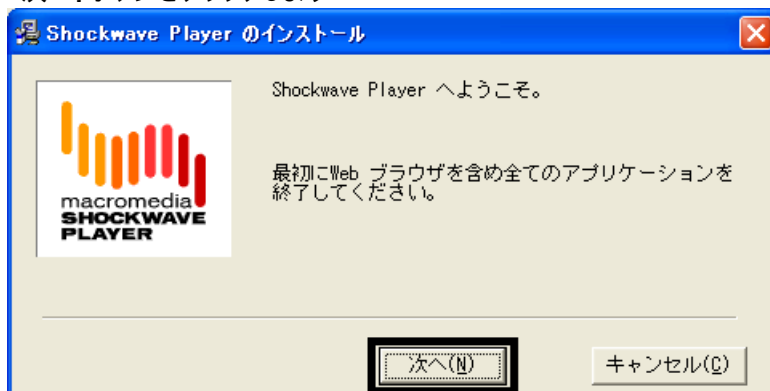 Shockwave Player のインストール
Shockwave Player へようこそ。
最初にWeb ブラウザを含め全てのアプリケーションを
終了してください。
macromedia
SHOCKWAVE
PLAYER
次へ(N)
キャンセル(C)